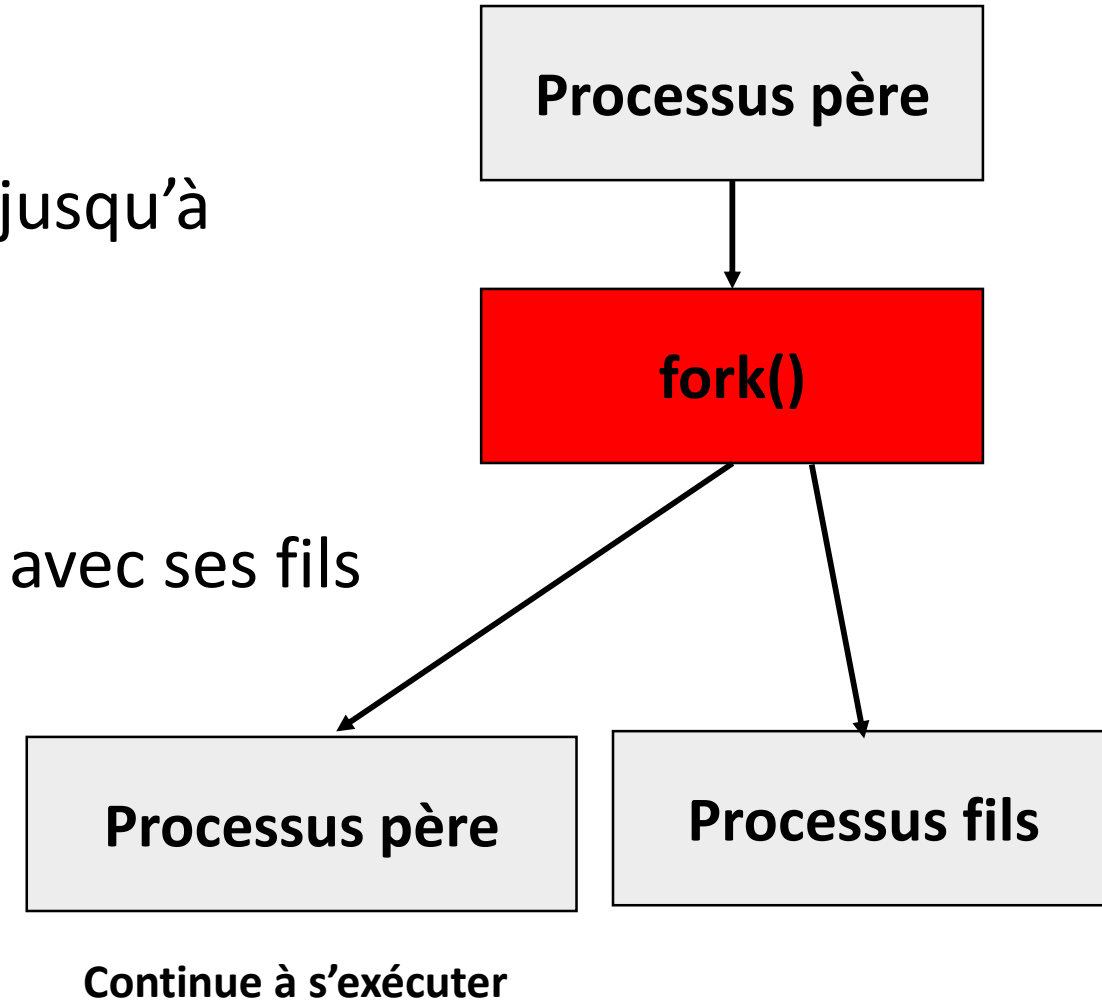 Processus père
jusqu’à
fork()
avec ses fils
Processus père
Processus fils
Continue à s’exécuter